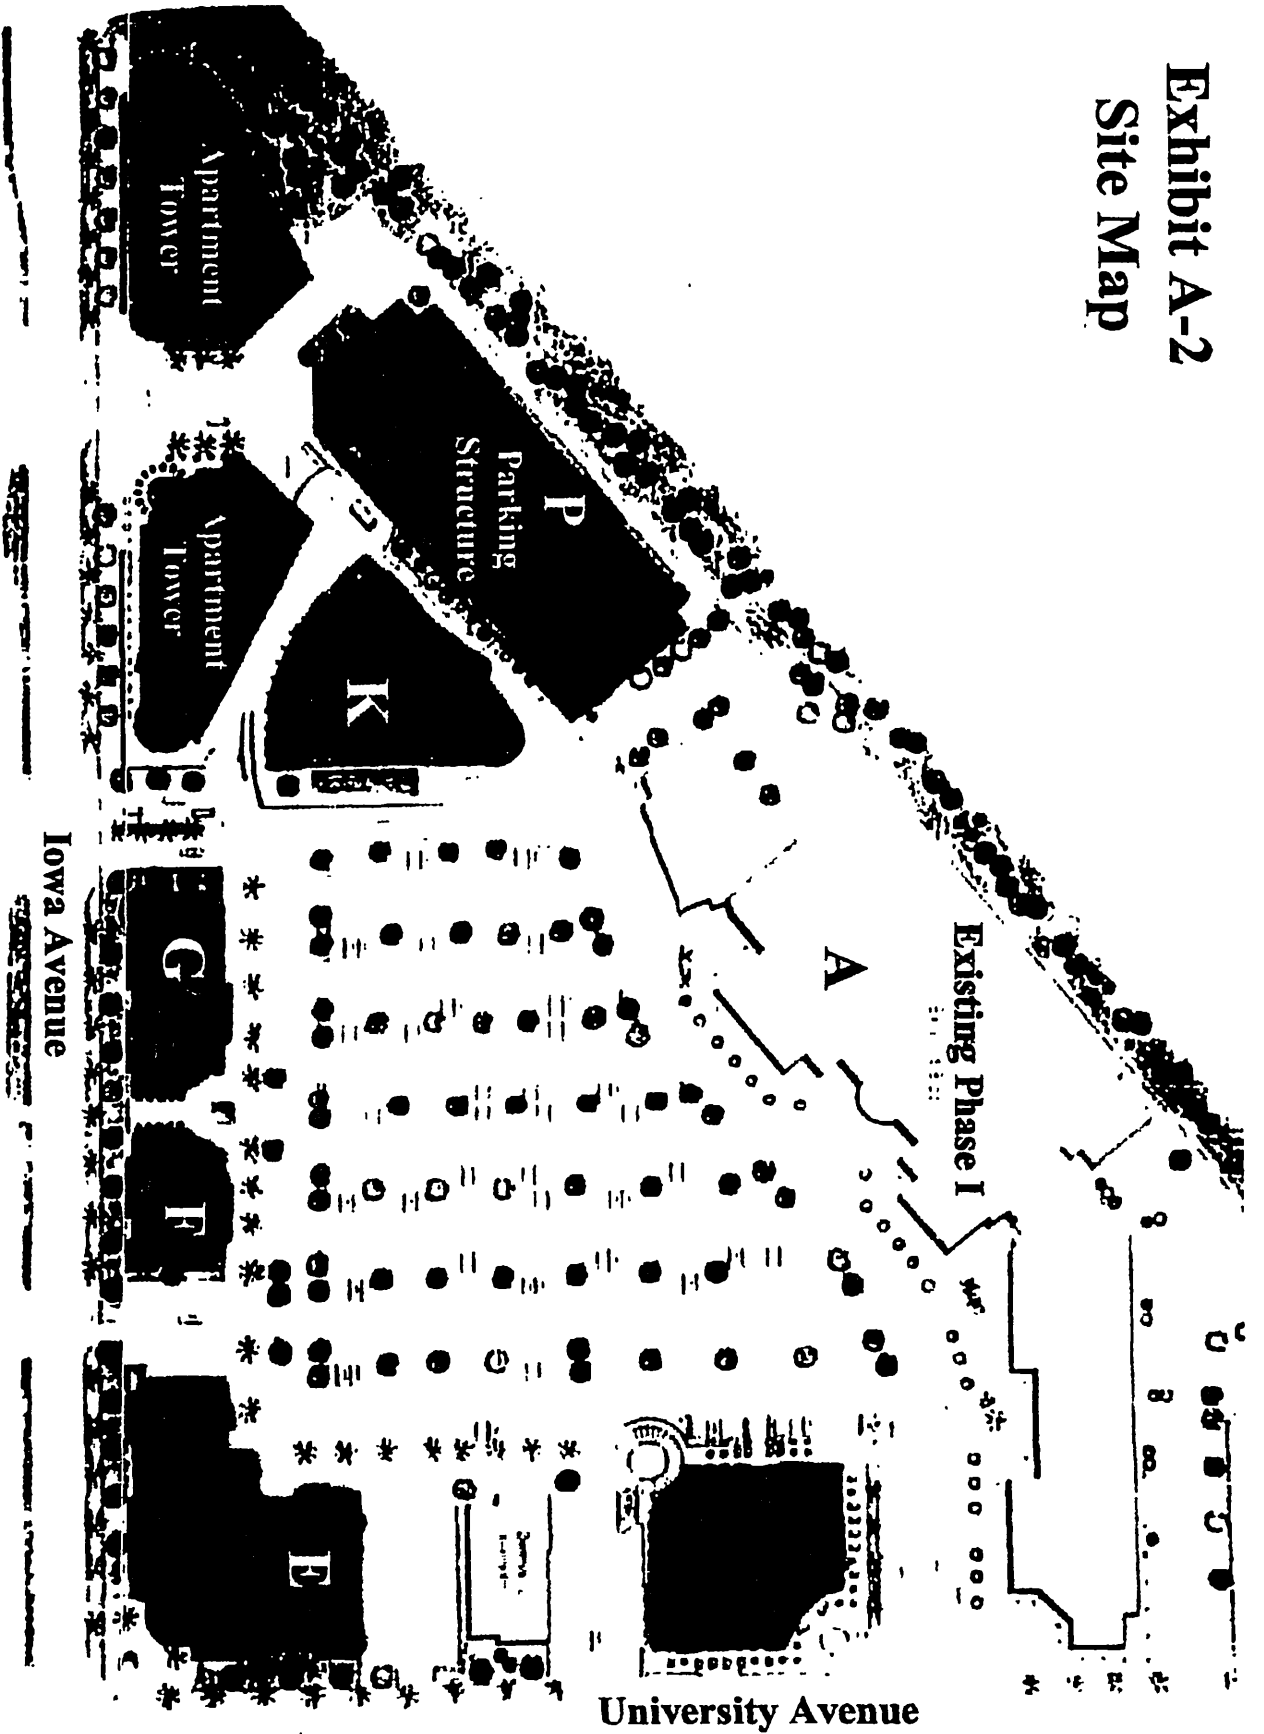 Exhibit A-2
Site Map
Apartment
Tower
P
Parking
Structure
Apartment
Tower
K
A
Existing Phase I
G
F
E
Iowa Avenue
University Avenue